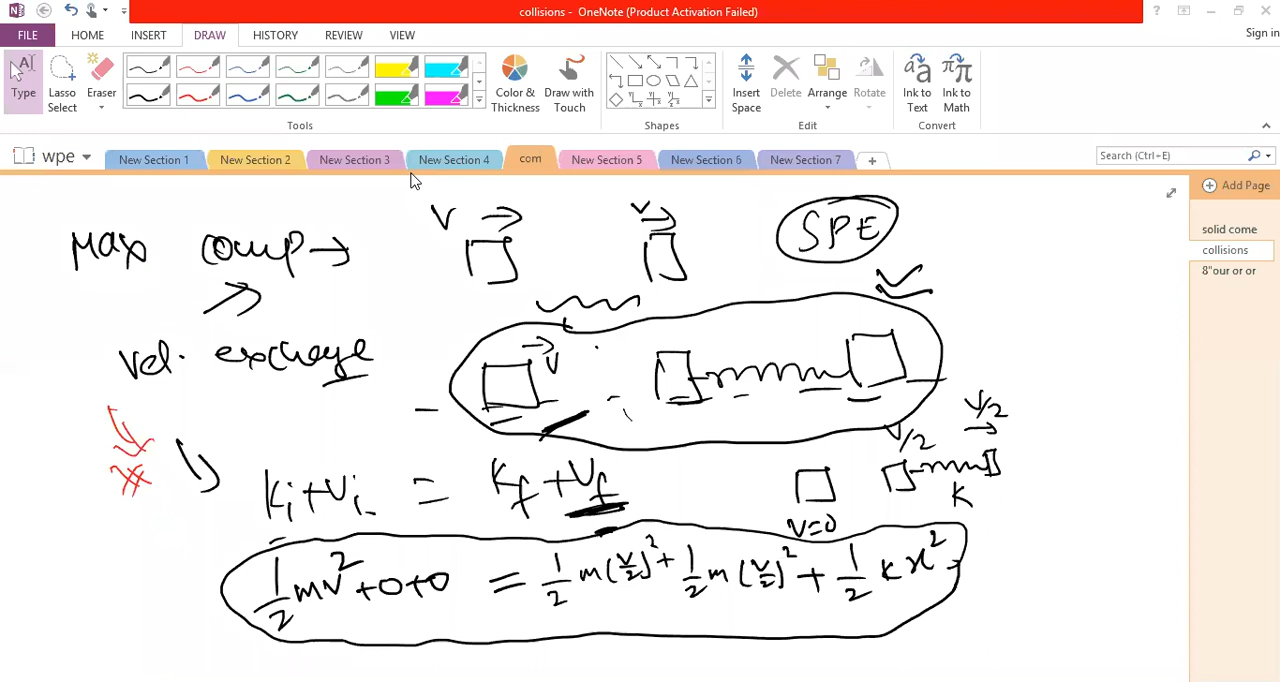 collisions - OneNote (Product Activation Failed)
FILE HOME INSERT DRAW HISTORY REVIEW VIEW
Sign in
Type Lasso Select Eraser Color & Thickness Draw with Touch Insert Space Delete Arrange Rotate Ink to Text Ink to Math
Tools Shapes Edit Convert
wpe New Section 1 New Section 2 New Section 3 New Section 4 com New Section 5 New Section 6 New Section 7 Search (Ctrl+E)
Add Page
solid come
collisions
8"our or or
Max comp → V → V → SPE
Vel. exchage
→ V
V/2 V/2
Ki+Ui = Kf+Uf
K
V=0
1/2 mv² +0+0 = 1/2 m(V/2)² + 1/2 m(V/2)² + 1/2 Kx²